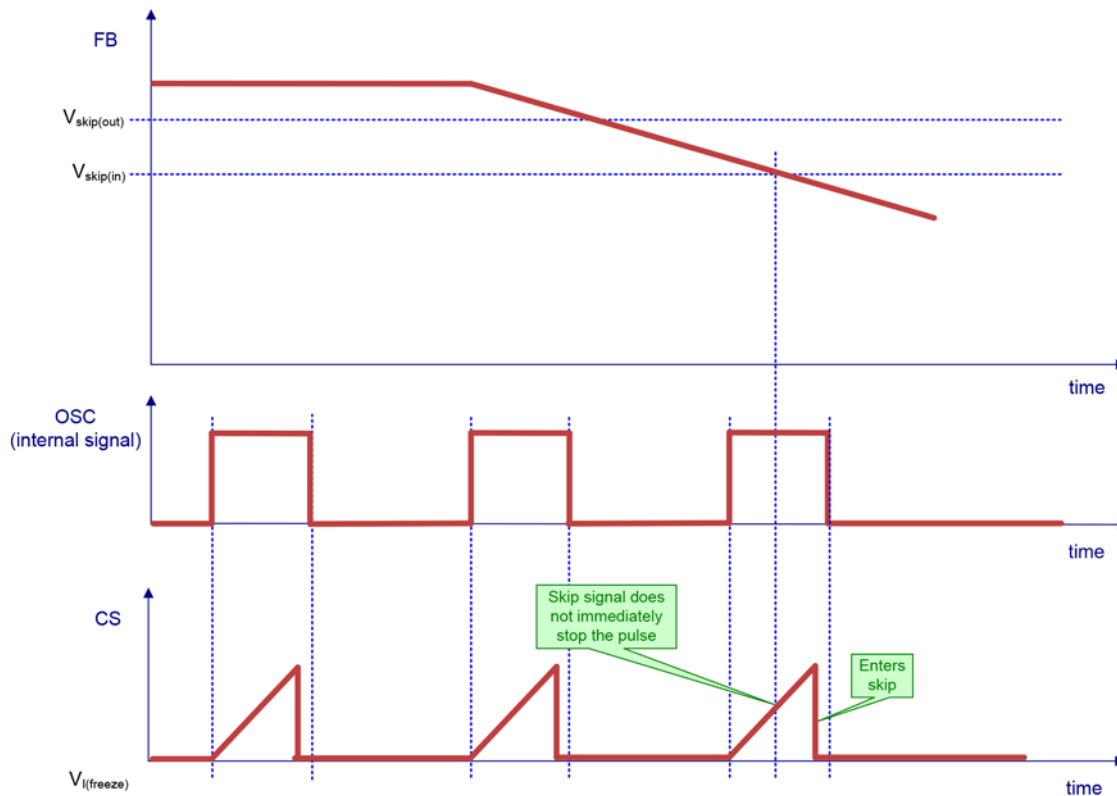 FB
Vskip(out)
Vskip(in)
time
OSC
(internal signal)
time
CS
Skip signal does
not immediately
stop the pulse
Enters
skip
VI(freeze)
time